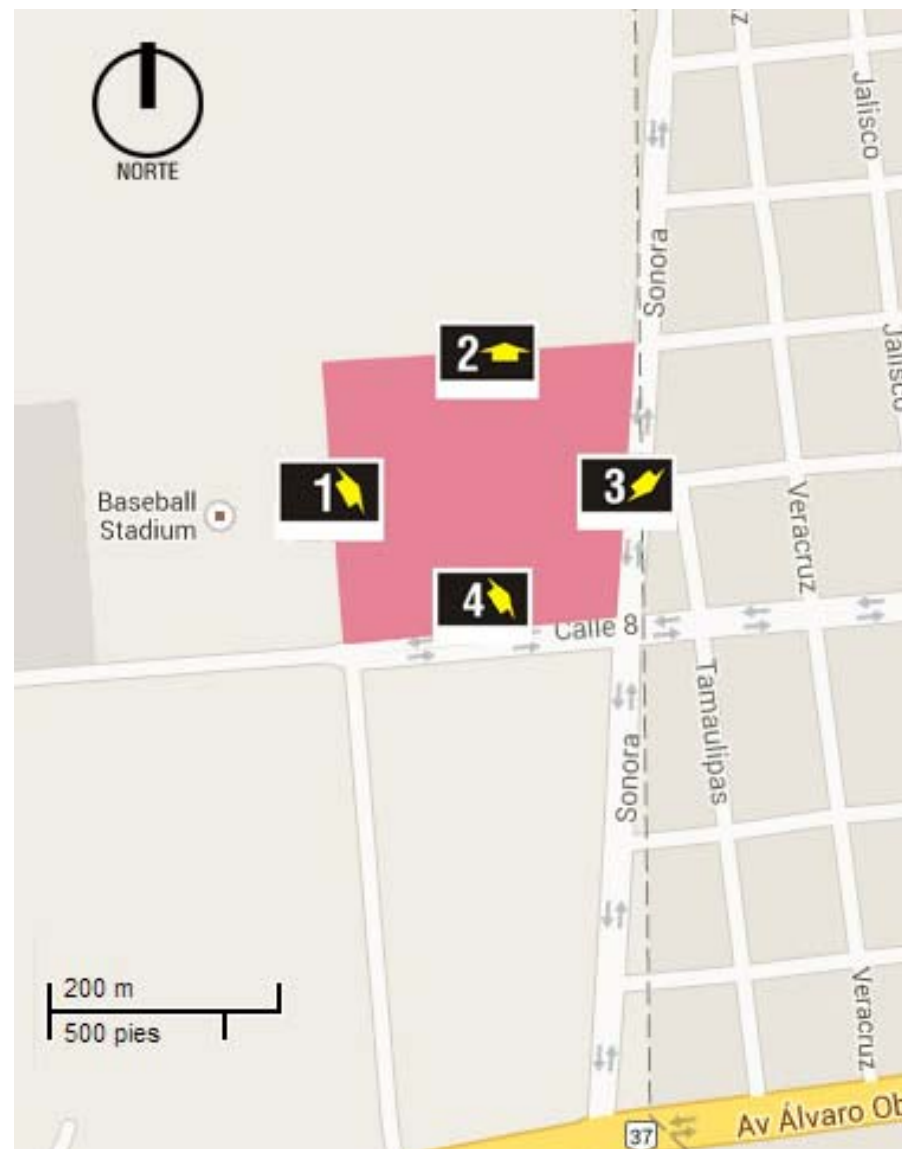 NORTE
z
Jalisco
Sonora
2
Jalisco
1
3
Baseball
Stadium
Veracruz
4
Calle 8
Tamaulipas
Sonora
200 m
500 pies
Veracruz
37
Av Álvaro Ob